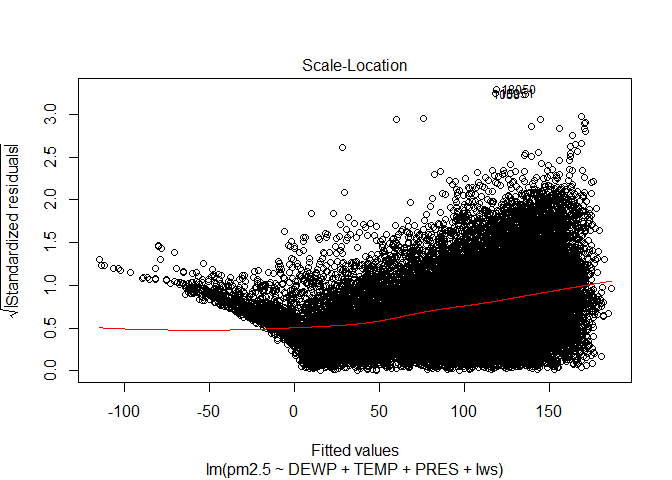 Scale-Location
√|Standardized residuals|
3.0
2.5
2.0
1.5
1.0
0.5
0.0
-100 -50 0 50 100 150
Fitted values
lm(pm2.5 ~ DEWP + TEMP + PRES + Iws)